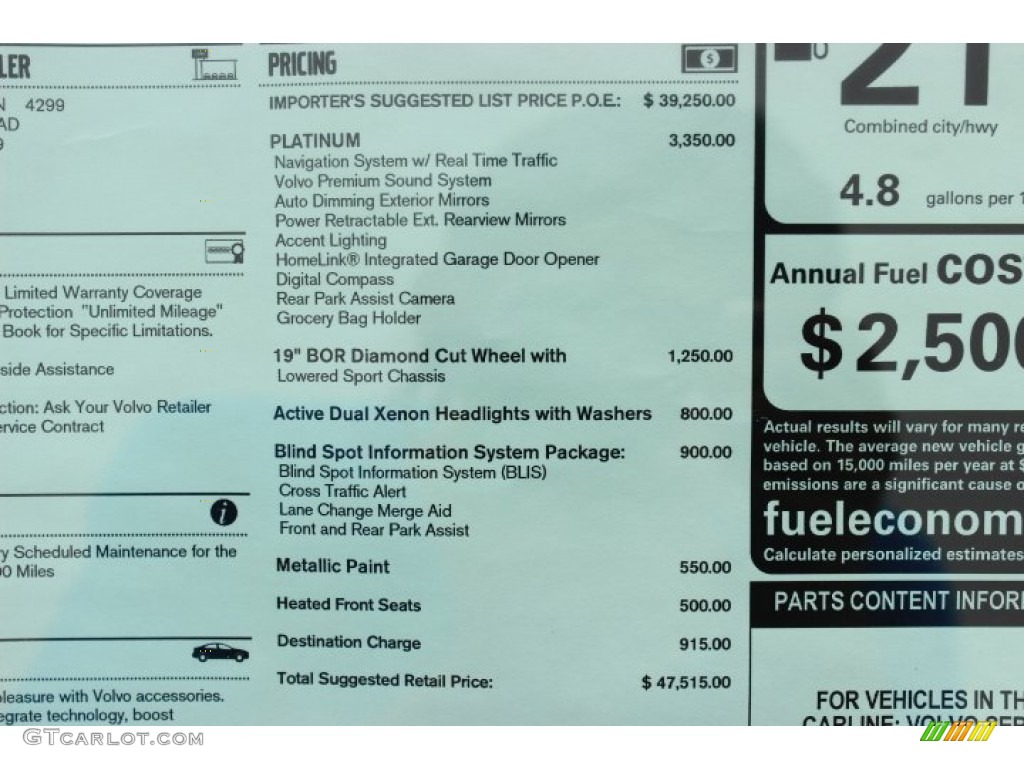 LER
N 4299
AD
9
Limited Warranty Coverage
Protection "Unlimited Mileage"
Book for Specific Limitations.
side Assistance
ction: Ask Your Volvo Retailer
ervice Contract
i
ry Scheduled Maintenance for the
00 Miles
pleasure with Volvo accessories.
egrate technology, boost
PRICING
$
IMPORTER'S SUGGESTED LIST PRICE P.O.E.: $ 39,250.00
PLATINUM 3,350.00
Navigation System w/ Real Time Traffic
Volvo Premium Sound System
Auto Dimming Exterior Mirrors
Power Retractable Ext. Rearview Mirrors
Accent Lighting
HomeLink® Integrated Garage Door Opener
Digital Compass
Rear Park Assist Camera
Grocery Bag Holder
19" BOR Diamond Cut Wheel with 1,250.00
Lowered Sport Chassis
Active Dual Xenon Headlights with Washers 800.00
Blind Spot Information System Package: 900.00
Blind Spot Information System (BLIS)
Cross Traffic Alert
Lane Change Merge Aid
Front and Rear Park Assist
Metallic Paint 550.00
Heated Front Seats 500.00
Destination Charge 915.00
Total Suggested Retail Price: $ 47,515.00
21
Combined city/hwy
4.8 gallons per 1
Annual Fuel COS
$2,500
Actual results will vary for many re
vehicle. The average new vehicle g
based on 15,000 miles per year at $
emissions are a significant cause o
fueleconom
Calculate personalized estimates
PARTS CONTENT INFOR
FOR VEHICLES IN TH
CARLINE: VOLVO
GTcarlot.com